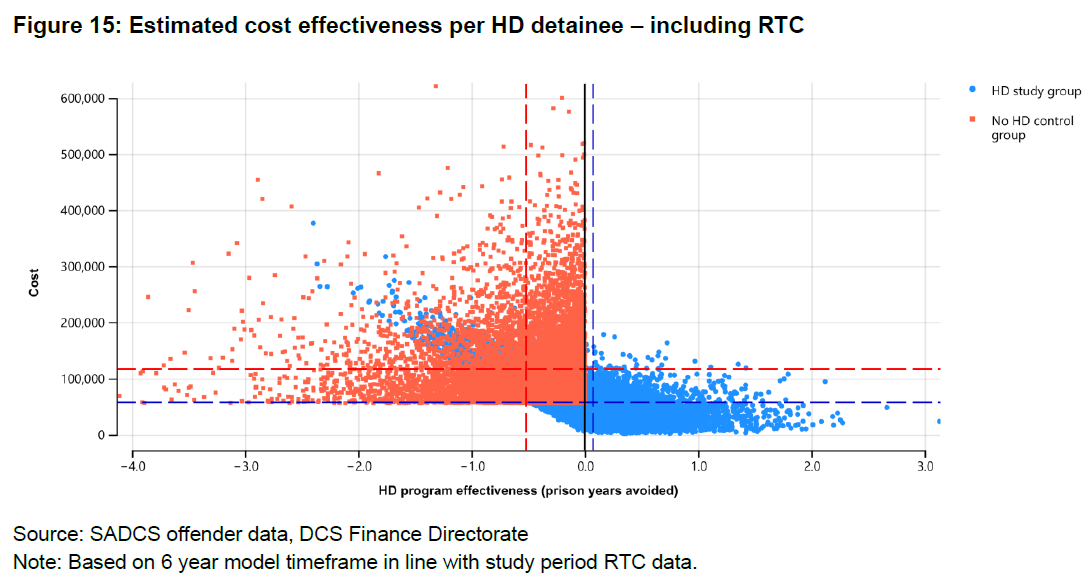 Figure 15: Estimated cost effectiveness per HD detainee – including RTC
HD study group
No HD control
group
600,000
500,000
400,000
300,000
200,000
100,000
0
Cost
−4.0 −3.0 −2.0 −1.0 0.0 1.0 2.0 3.0
HD program effectiveness (prison years avoided)
Source: SADCS offender data, DCS Finance Directorate
Note: Based on 6 year model timeframe in line with study period RTC data.